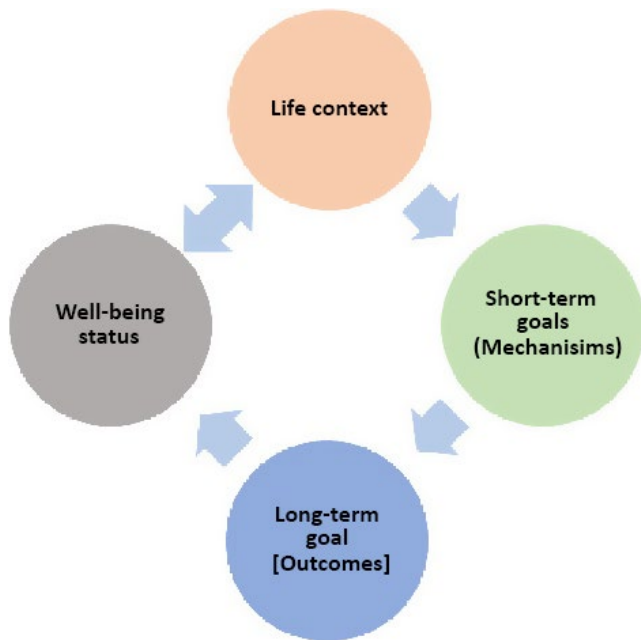 Life context
Well-being
status
Short-term
goals
(Mechanisims)
Long-term
goal
[Outcomes]